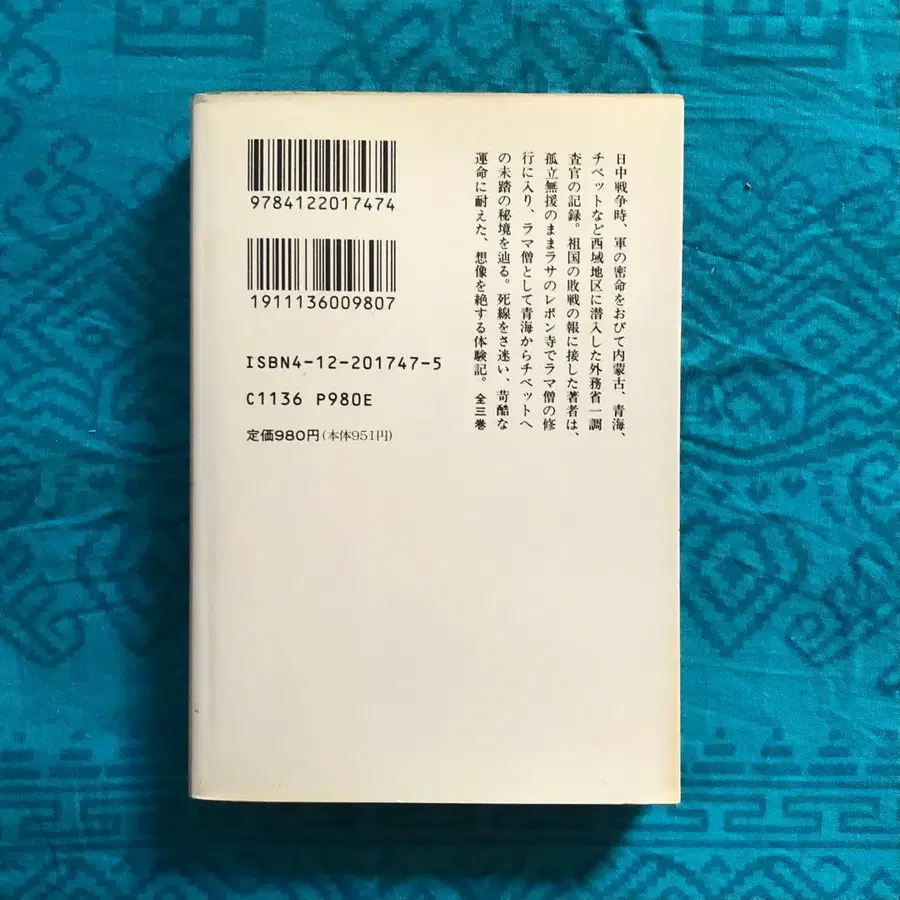 9784122017474
1911136009807
ISBN4-12-201747-5
C1136 P980E
定価980円(本体951円)
日中戦争時、軍の密命をおびて内蒙古、青海、
チベットなど西域地区に潜入した外務省一調
査官の記録。祖国の敗戦の報に接した著者は、
孤立無援のままラサのレボン寺でラマ僧の修
行に入り、ラマ僧として青海からチベットへ
の未踏の秘境を辿る。死線をさ迷い、苛酷な
運命に耐えた、想像を絶する体験記。全三巻